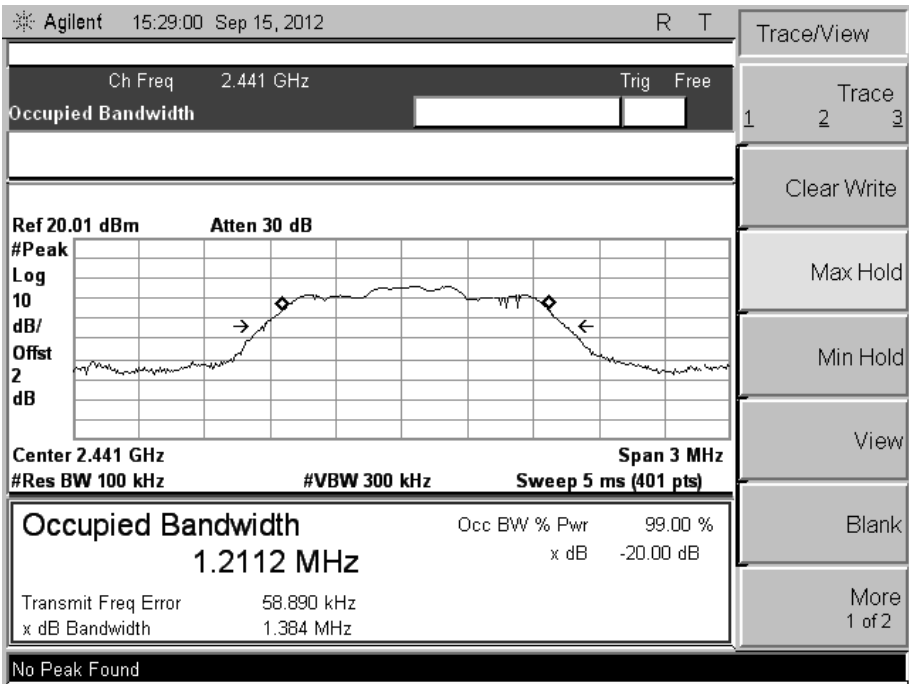 Agilent 15:29:00 Sep 15, 2012 R T
Ch Freq 2.441 GHz Trig Free
Occupied Bandwidth
Ref 20.01 dBm Atten 30 dB
#Peak
Log
10
dB/
Offst
2
dB
Center 2.441 GHz Span 3 MHz
#Res BW 100 kHz #VBW 300 kHz Sweep 5 ms (401 pts)
Occupied Bandwidth
1.2112 MHz
Occ BW % Pwr 99.00 %
x dB -20.00 dB
Transmit Freq Error 58.890 kHz
x dB Bandwidth 1.384 MHz
No Peak Found
Trace/View
Trace
1 2 3
Clear Write
Max Hold
Min Hold
View
Blank
More
1 of 2